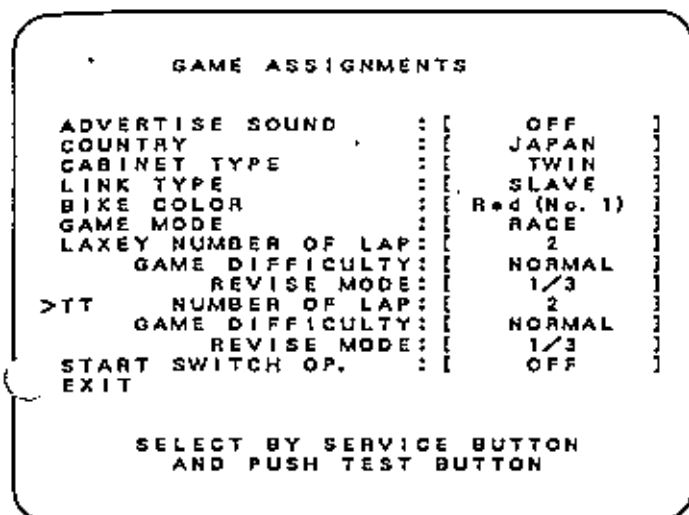 GAME ASSIGNMENTS
ADVERTISE SOUND : [ OFF ]
COUNTRY : [ JAPAN ]
CABINET TYPE : [ TWIN ]
LINK TYPE : [ SLAVE ]
BIKE COLOR : [ Red (No. 1) ]
GAME MODE : [ RACE ]
LAXEY NUMBER OF LAP: [ 2 ]
GAME DIFFICULTY: [ NORMAL ]
REVISE MODE: [ 1/3 ]
>TT NUMBER OF LAP: [ 2 ]
GAME DIFFICULTY: [ NORMAL ]
REVISE MODE: [ 1/3 ]
START SWITCH OP. : [ OFF ]
EXIT
SELECT BY SERVICE BUTTON
AND PUSH TEST BUTTON